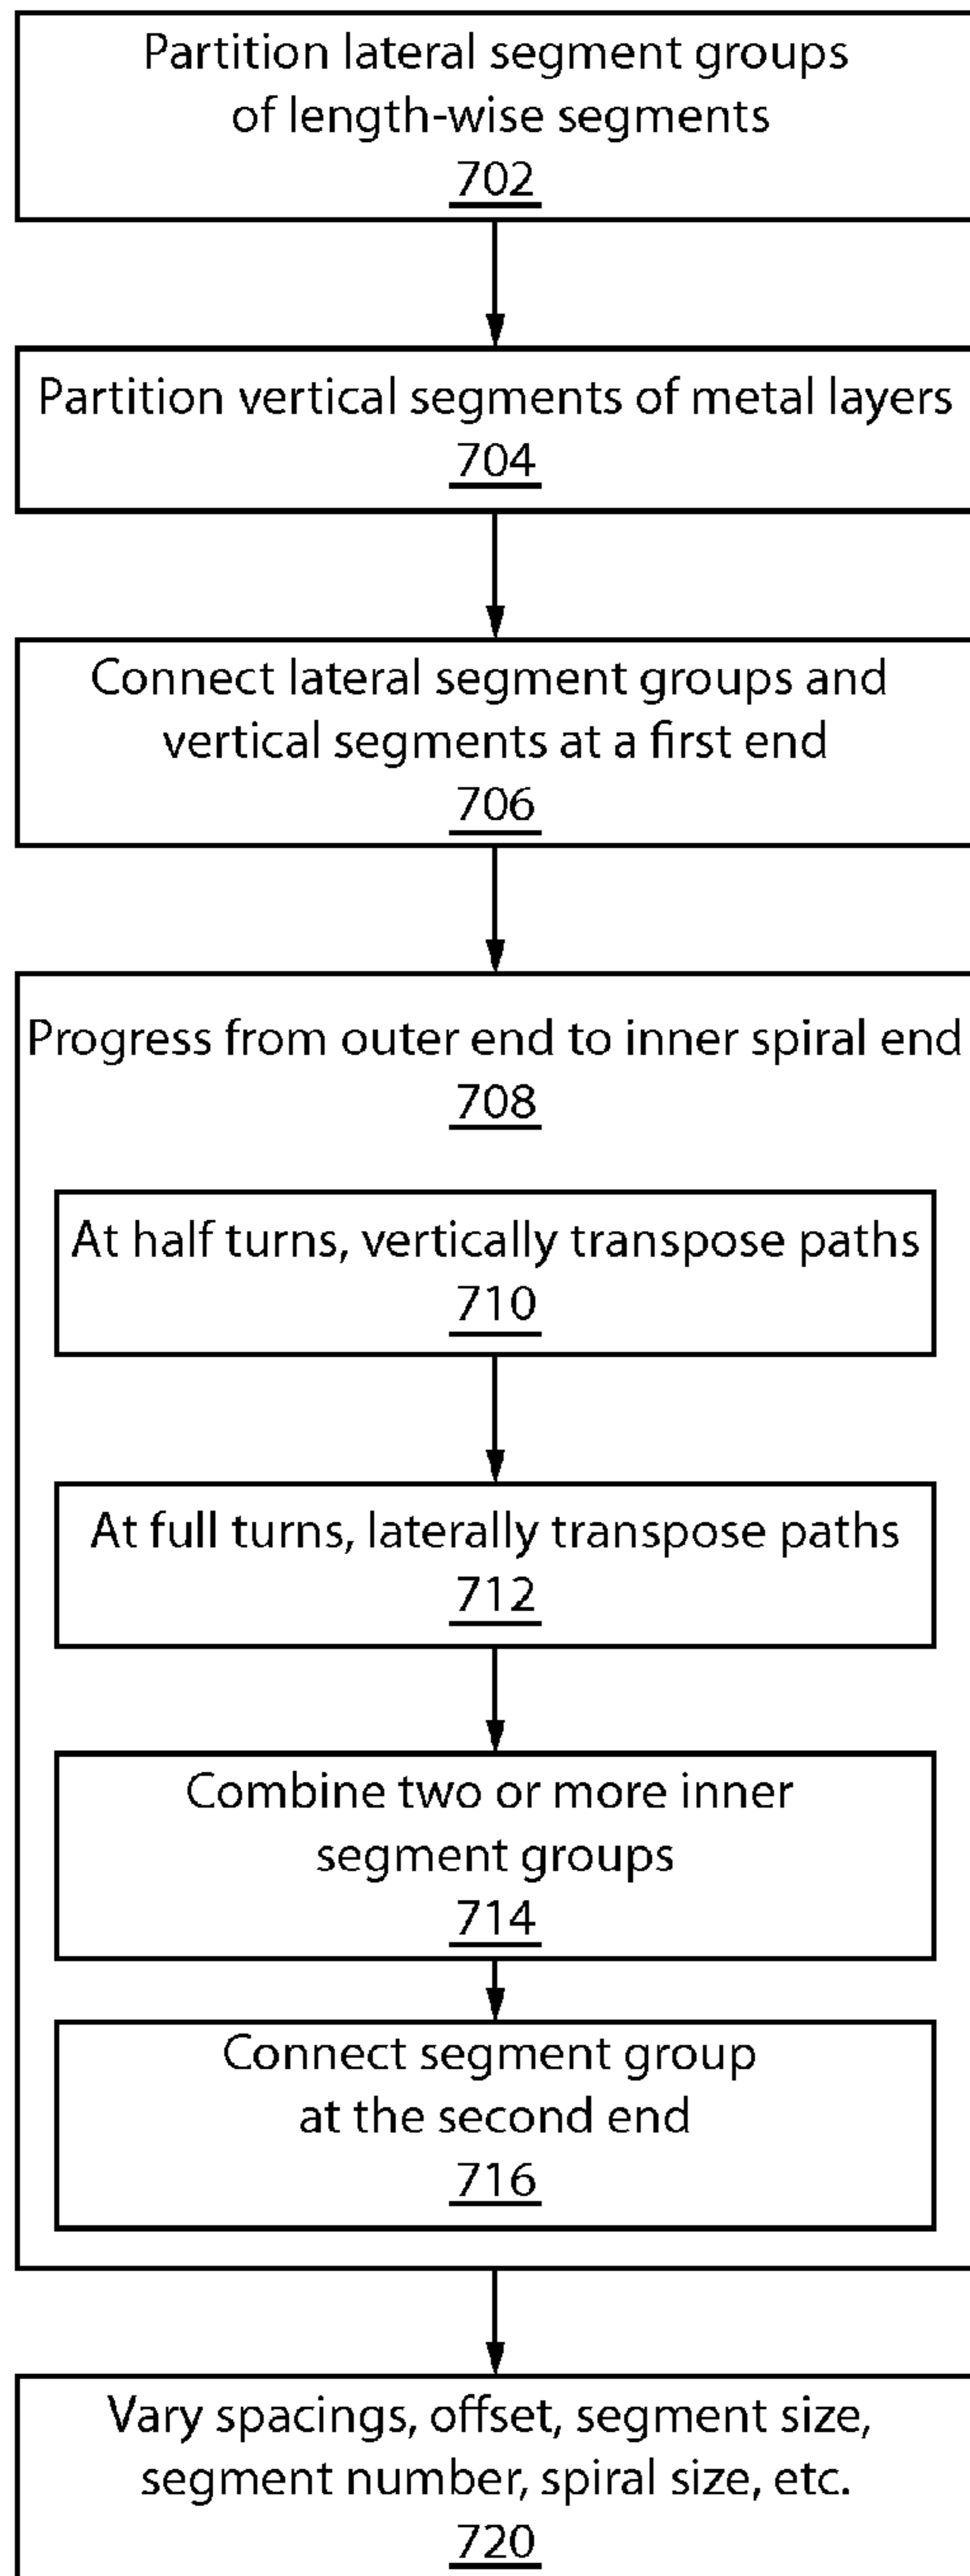 Partition lateral segment groups
of length-wise segments
702
Partition vertical segments of metal layers
704
Connect lateral segment groups and
vertical segments at a first end
706
Progress from outer end to inner spiral end
708
At half turns, vertically transpose paths
710
At full turns, laterally transpose paths
712
Combine two or more inner
segment groups
714
Connect segment group
at the second end
716
Vary spacings, offset, segment size,
segment number, spiral size, etc.
720